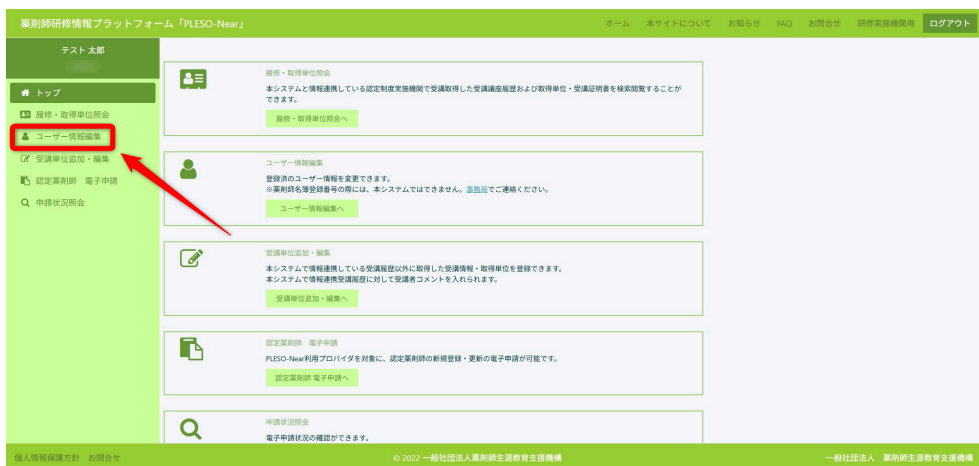 薬剤師研修情報プラットフォーム「PLESO-Near」
ホーム 本サイトについて お知らせ FAQ お問合せ 研修実施機関用 ログアウト
テスト 太郎
トップ
履修・取得単位照会
ユーザー情報編集
受講単位追加・編集
認定薬剤師 電子申請
申請状況照会
履修・取得単位照会
本システムと情報連携している認定制度実施機関で受講取得した受講講座履歴および取得単位・受講証明書を検索閲覧することが
できます。
履修・取得単位照会へ
ユーザー情報編集
登録済のユーザー情報を変更できます。
※薬剤師名簿登録番号の際には、本システムではできません。事務局でご連絡ください。
ユーザー情報編集へ
受講単位追加・編集
本システムで情報連携している受講履歴以外に取得した受講情報・取得単位を登録できます。
本システムで情報連携受講履歴に対して受講者コメントを入れられます。
受講単位追加・編集へ
認定薬剤師 電子申請
PLESO-Near利用プロバイダを対象に、認定薬剤師の新規登録・更新の電子申請が可能です。
認定薬剤師 電子申請へ
申請状況照会
電子申請状況の確認ができます。
個人情報保護方針 お問合せ
© 2022 一般社団法人薬剤師生涯教育支援機構
一般社団法人 薬剤師生涯教育支援機構